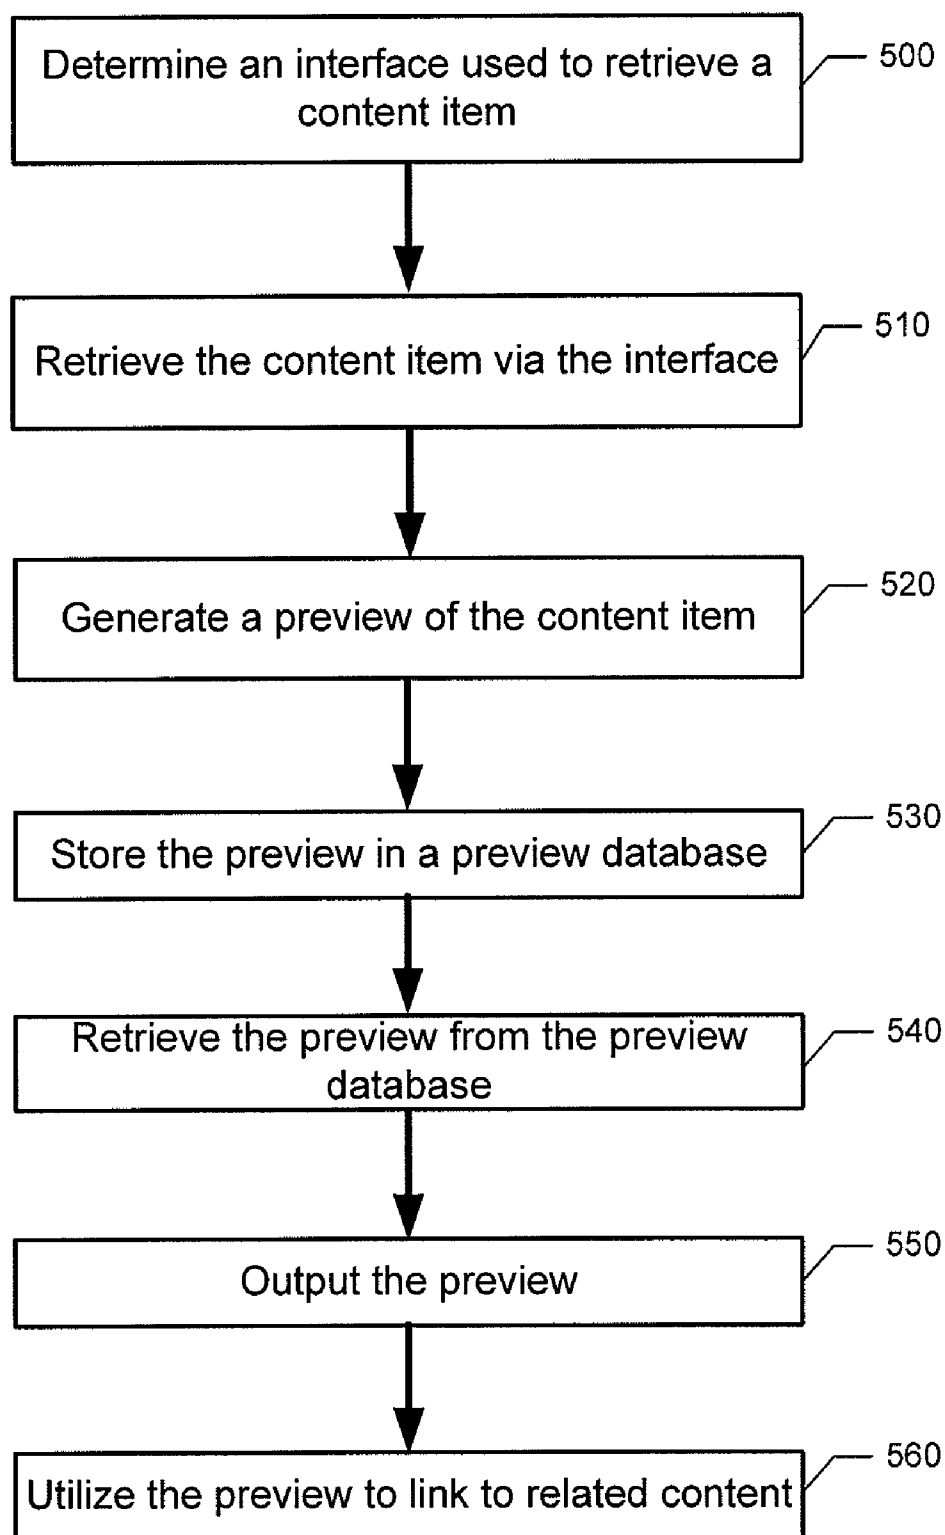 Determine an interface used to retrieve a
content item
500
Retrieve the content item via the interface
510
Generate a preview of the content item
520
Store the preview in a preview database
530
Retrieve the preview from the preview
database
540
Output the preview
550
Utilize the preview to link to related content
560